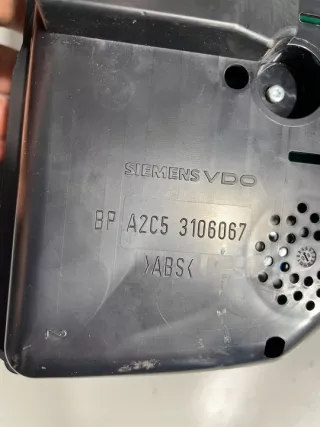 SIEMENS VDO
BP A2C5 3106067
>ABS<